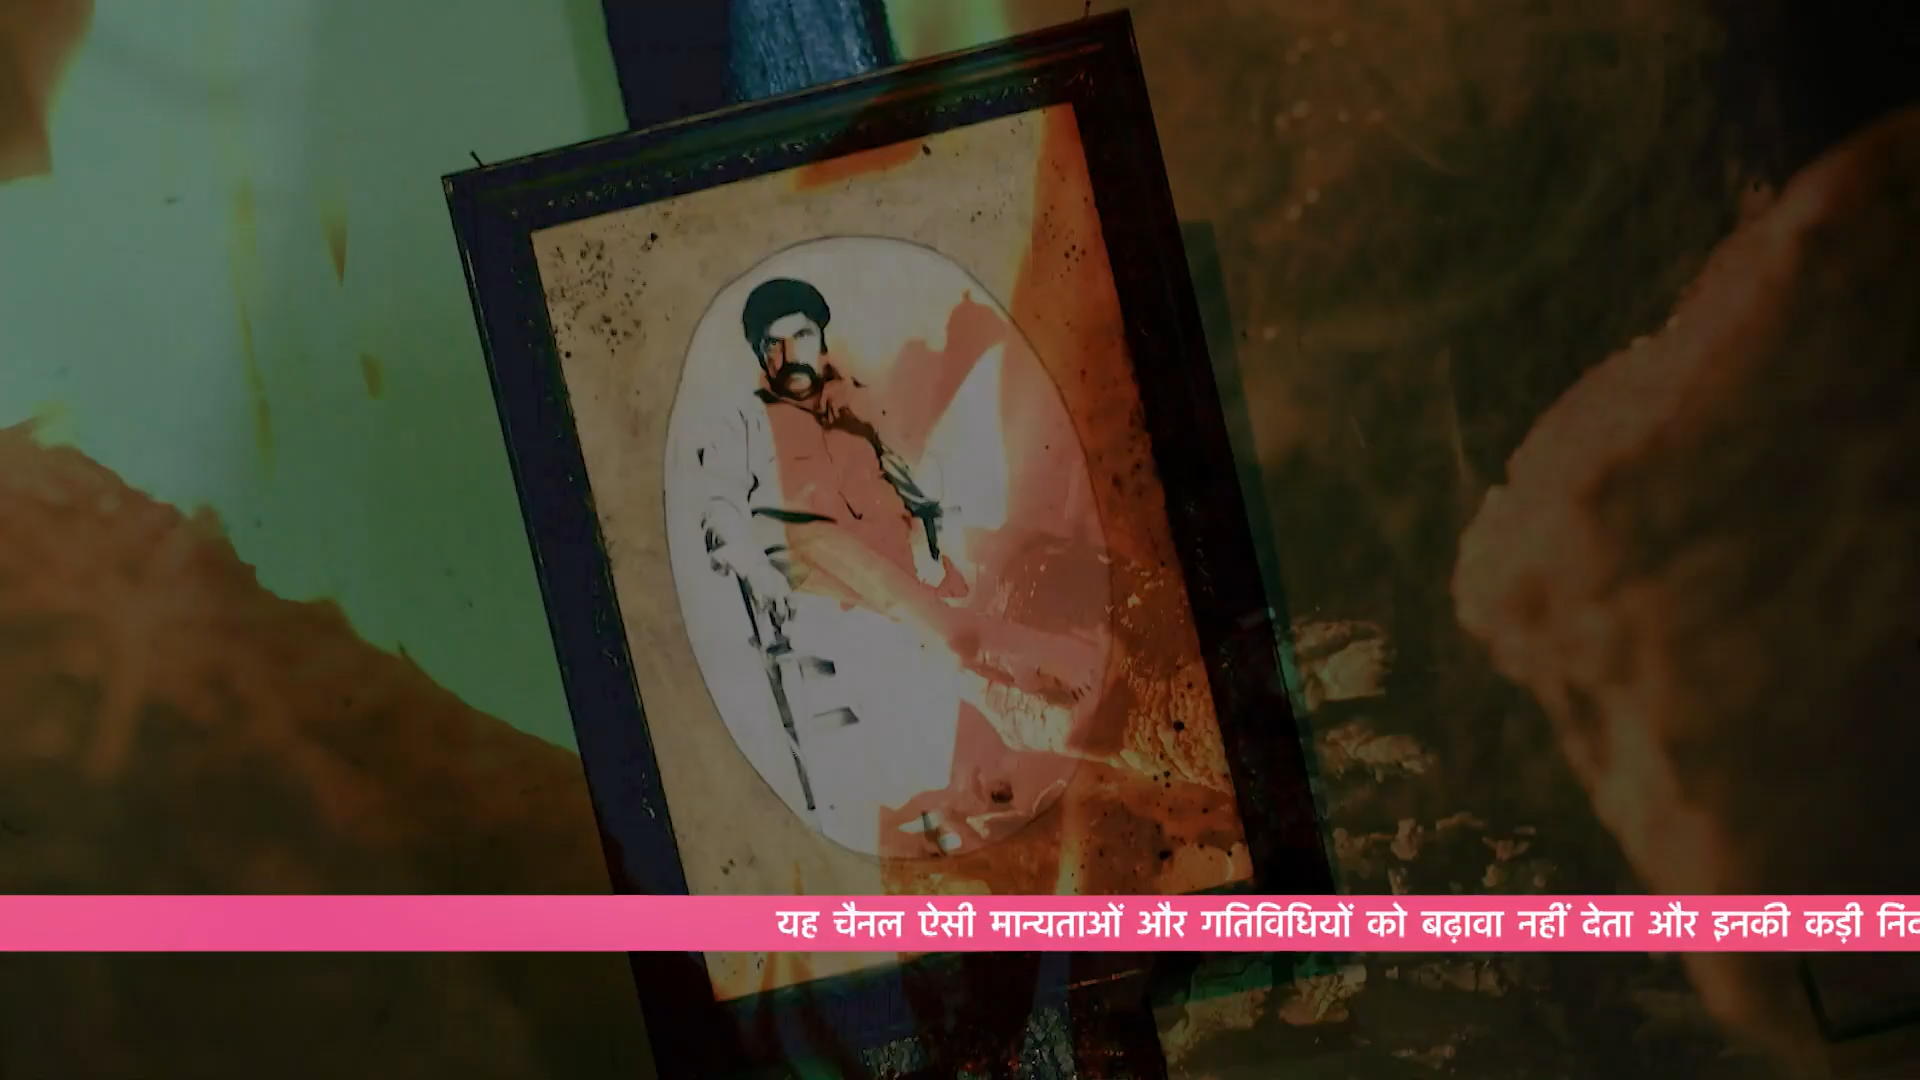 यह चैनल ऐसी मान्यताओं और गतिविधियों को बढ़ावा नहीं देता और इनकी कड़ी